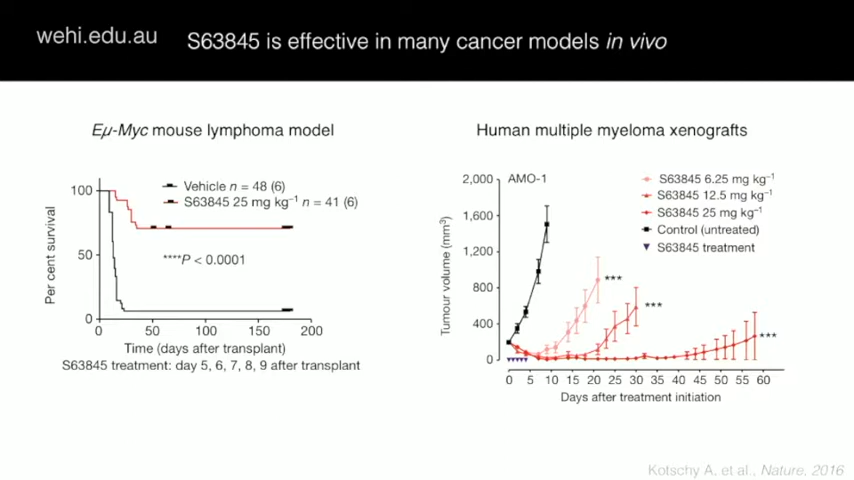 wehi.edu.au
S63845 is effective in many cancer models in vivo
Eμ-Myc mouse lymphoma model
Per cent survival
100
50
0
Vehicle n = 48 (6)
S63845 25 mg kg⁻¹ n = 41 (6)
****P < 0.0001
0 50 100 150 200
Time (days after transplant)
S63845 treatment: day 5, 6, 7, 8, 9 after transplant
Human multiple myeloma xenografts
Tumour volume (mm³)
2,000
1,600
1,200
800
400
0
AMO-1
S63845 6.25 mg kg⁻¹
S63845 12.5 mg kg⁻¹
S63845 25 mg kg⁻¹
Control (untreated)
S63845 treatment
***
***
***
0 5 10 15 20 25 30 35 40 45 50 55 60
Days after treatment initiation
Kotschy A, et al., Nature, 2016